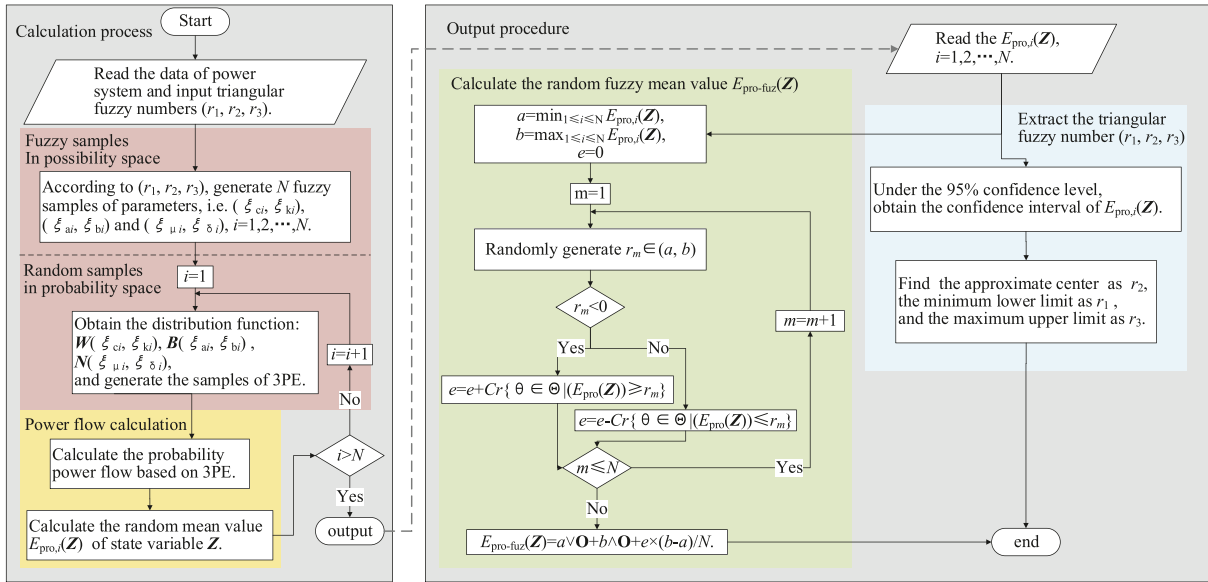 Calculation process
Start
Read the data of power
system and input triangular
fuzzy numbers (r₁, r₂, r₃).
Fuzzy samples
In possibility space
According to (r₁, r₂, r₃), generate N fuzzy
samples of parameters, i.e. ( ξci, ξki),
( ξai, ξbi) and ( ξμi, ξδi), i=1,2,···,N.
Random samples
in probability space
i=1
Obtain the distribution function:
W( ξci, ξki), B( ξai, ξbi) ,
N( ξμi, ξδi),
and generate the samples of 3PE.
i=i+1
No
Power flow calculation
Calculate the probability
power flow based on 3PE.
i>N
Yes
Calculate the random mean value
Epro,i(Z) of state variable Z.
output
Output procedure
Read the Epro,i(Z),
i=1,2,···,N.
Calculate the random fuzzy mean value Epro-fuz(Z)
a=min1≤i≤N Epro,i(Z),
b=max1≤i≤N Epro,i(Z),
e=0
m=1
Randomly generate rm∈(a, b)
rm<0
m=m+1
Yes
No
e=e+Cr{ θ ∈ Θ |(Epro(Z))≥rm}
e=e-Cr{ θ ∈ Θ |(Epro(Z))≤rm}
m≤N
Yes
No
Epro-fuz(Z)=a∨O+b∧O+e×(b-a)/N.
Extract the triangular
fuzzy number (r₁, r₂, r₃)
Under the 95% confidence level,
obtain the confidence interval of Epro,i(Z).
Find the approximate center as r₂,
the minimum lower limit as r₁ ,
and the maximum upper limit as r₃.
end